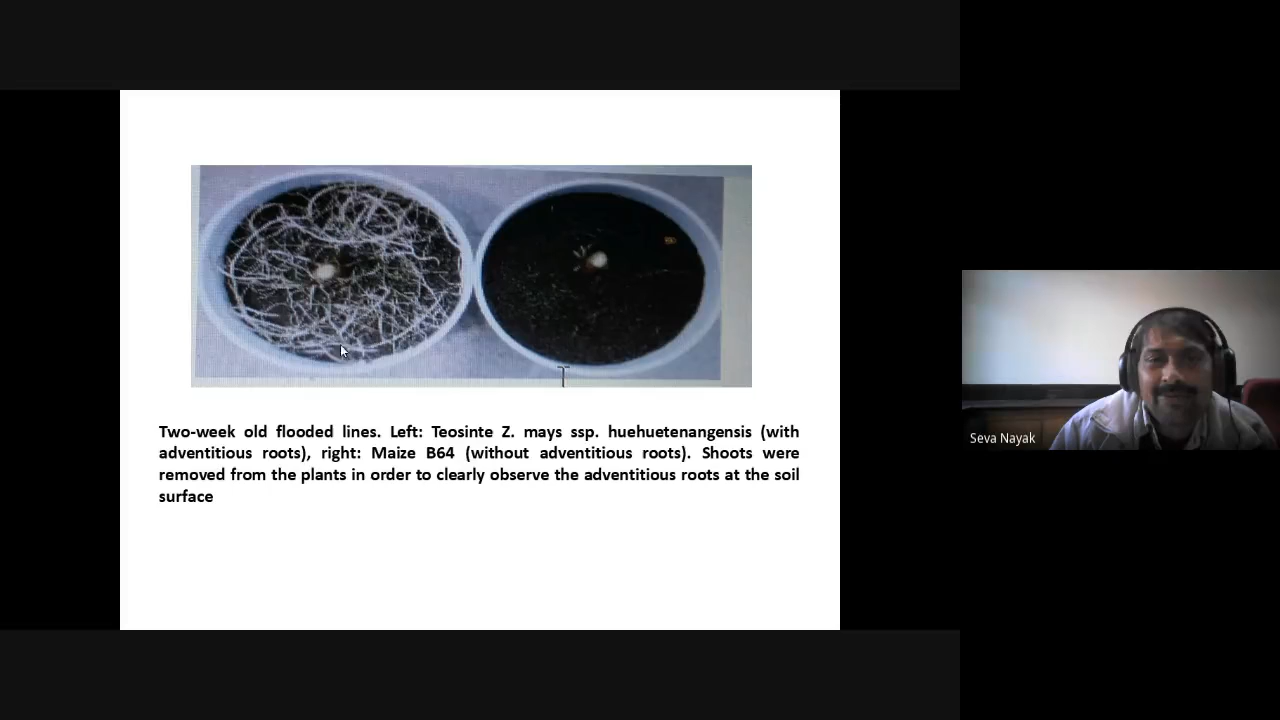 Two-week old flooded lines. Left: Teosinte Z. mays ssp. huehuetenangensis (with
adventitious roots), right: Maize B64 (without adventitious roots). Shoots were
removed from the plants in order to clearly observe the adventitious roots at the soil
surface
Seva Nayak